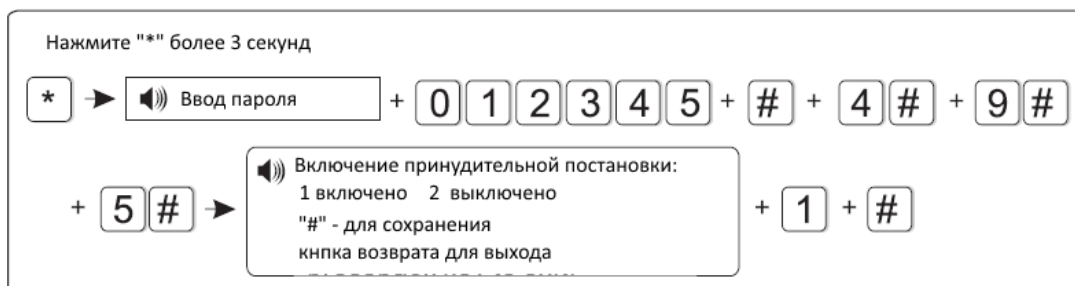 Нажмите "*" более 3 секунд
* Ввод пароля + 0 1 2 3 4 5 + # + 4 # + 9 #
+ 5 # Включение принудительной постановки:
1 включено 2 выключено
"#" - для сохранения + 1 + #
кнпка возврата для выхода